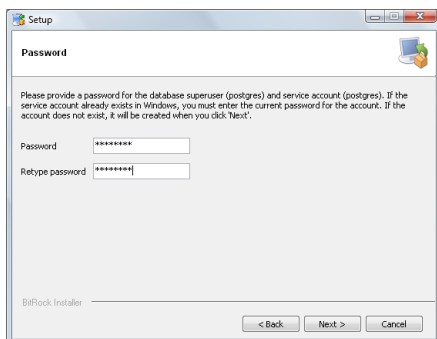 Setup
Password
Please provide a password for the database superuser (postgres) and service account (postgres). If the
service account already exists in Windows, you must enter the current password for the account. If the
account does not exist, it will be created when you click 'Next'.
Password ********
Retype password ********
BitRock Installer
< Back Next > Cancel